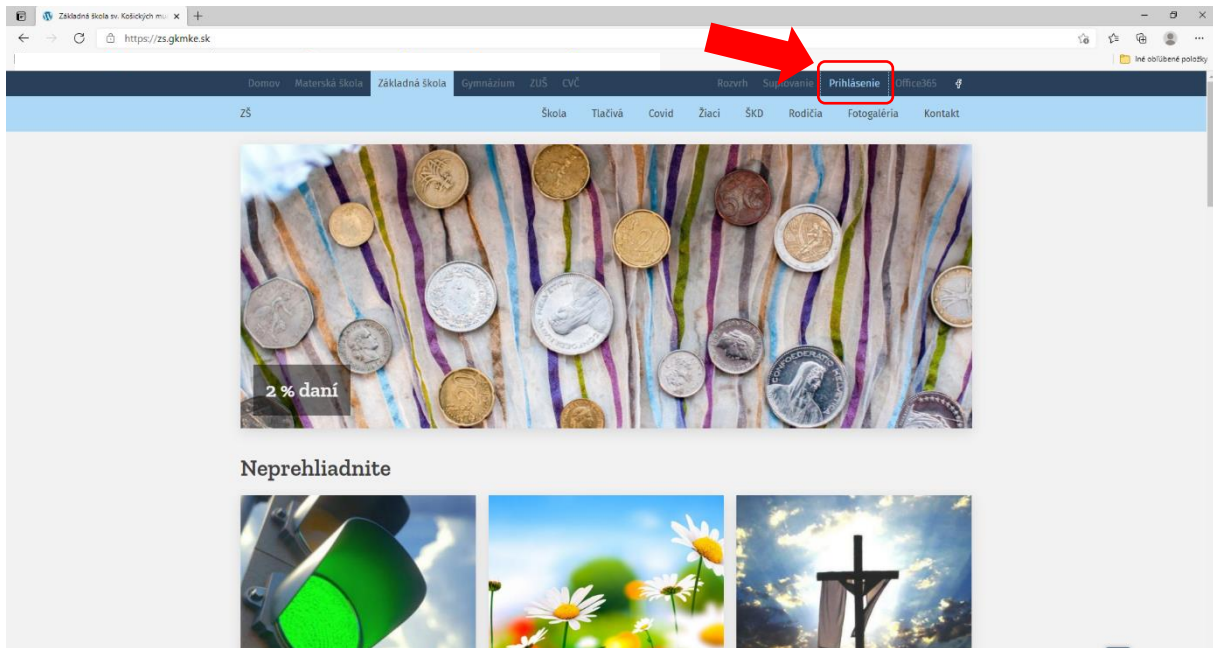 Základná škola sv. Košických mu
https://zs.gkmke.sk
Iné obľúbené položky
Domov Materská škola Základná škola Gymnázium ZUŠ CVČ Rozvrh Suplovanie Prihlásenie Office365
ZŠ Škola Tlačivá Covid Žiaci ŠKD Rodičia Fotogaléria Kontakt
2 % daní
Neprehliadnite